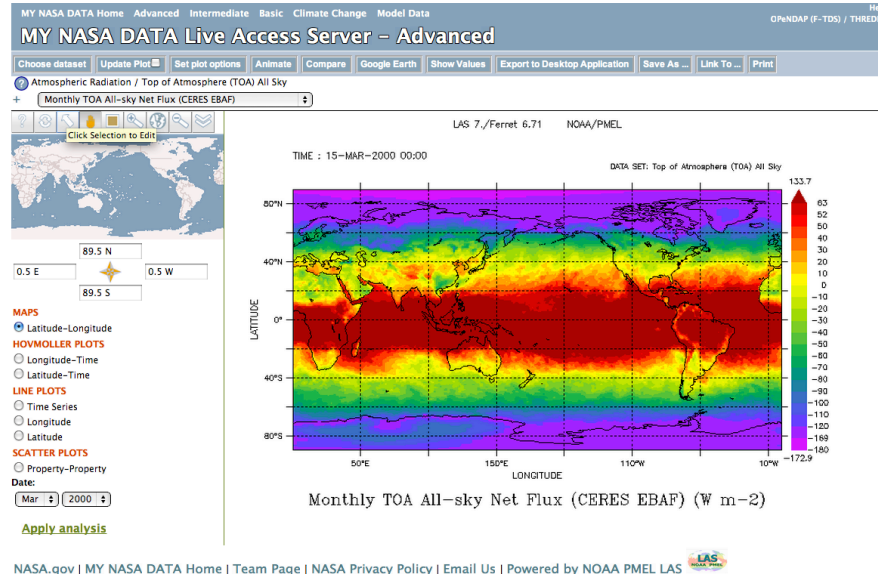 MY NASA DATA Home Advanced Intermediate Basic Climate Change Model Data
He
OPeNDAP (F-TDS) / THRED
MY NASA DATA Live Access Server – Advanced
Choose dataset Update Plot Set plot options Animate Compare Google Earth Show Values Export to Desktop Application Save As ... Link To ... Print
? Atmospheric Radiation / Top of Atmosphere (TOA) All Sky
+ Monthly TOA All-sky Net Flux (CERES EBAF)
Click Selection to Edit
89.5 N
0.5 E 0.5 W
89.5 S
MAPS
Latitude-Longitude
HOVMOLLER PLOTS
Longitude-Time
Latitude-Time
LINE PLOTS
Time Series
Longitude
Latitude
SCATTER PLOTS
Property-Property
Date:
Mar 2000
Apply analysis
LAS 7./Ferret 6.71 NOAA/PMEL
TIME : 15-MAR-2000 00:00
DATA SET: Top of Atmosphere (TOA) All Sky
80°N
40°N
0°
40°S
80°S
LATITUDE
50°E 150°E 110°W 10°W
LONGITUDE
133.7
63
52
50
40
30
20
10
0
-10
-20
-30
-40
-50
-60
-70
-80
-90
-100
-110
-120
-169
-180
-172.9
Monthly TOA All-sky Net Flux (CERES EBAF) (W m-2)
NASA.gov | MY NASA DATA Home | Team Page | NASA Privacy Policy | Email Us | Powered by NOAA PMEL LAS
LAS
NOAA PMEL